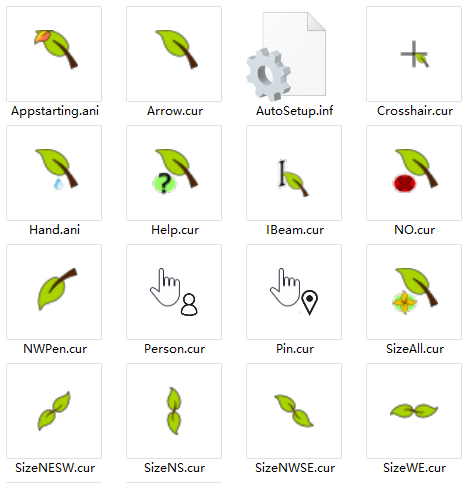 Appstarting.ani
Arrow.cur
AutoSetup.inf
Crosshair.cur
Hand.ani
Help.cur
IBeam.cur
NO.cur
NWPen.cur
Person.cur
Pin.cur
SizeAll.cur
SizeNESW.cur
SizeNS.cur
SizeNWSE.cur
SizeWE.cur